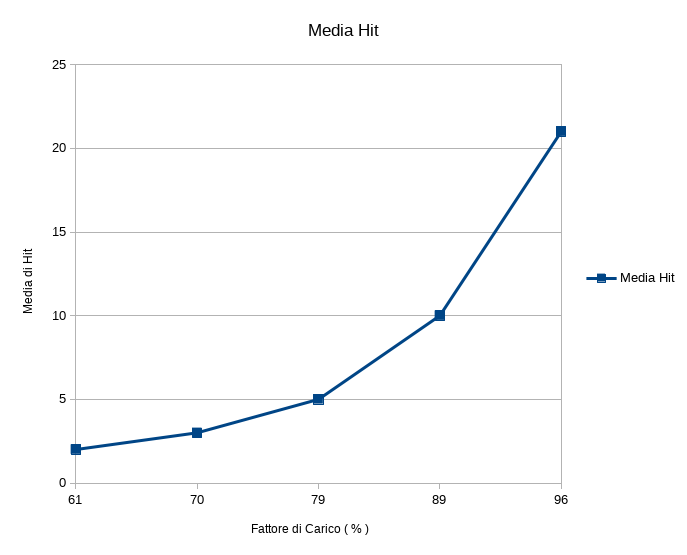 Media Hit
25
20
15
10
5
0
Media di Hit
61 70 79 89 96
Fattore di Carico ( % )
Media Hit